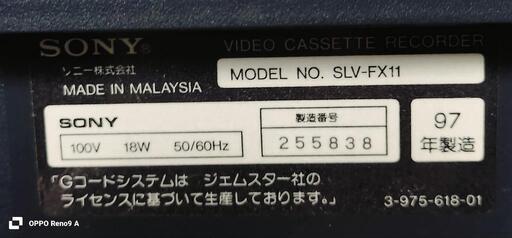 SONY® VIDEO CASSETTE RECORDER
ソニー株式会社
MODEL NO. SLV-FX11
MADE IN MALAYSIA
SONY
100V 18W 50/60Hz
製造番号
255838
97
年製造
「Gコードシステムは ジェムスター社の
ライセンスに基づいて生産しております。」
3-975-618-01
OPPO Reno9 A